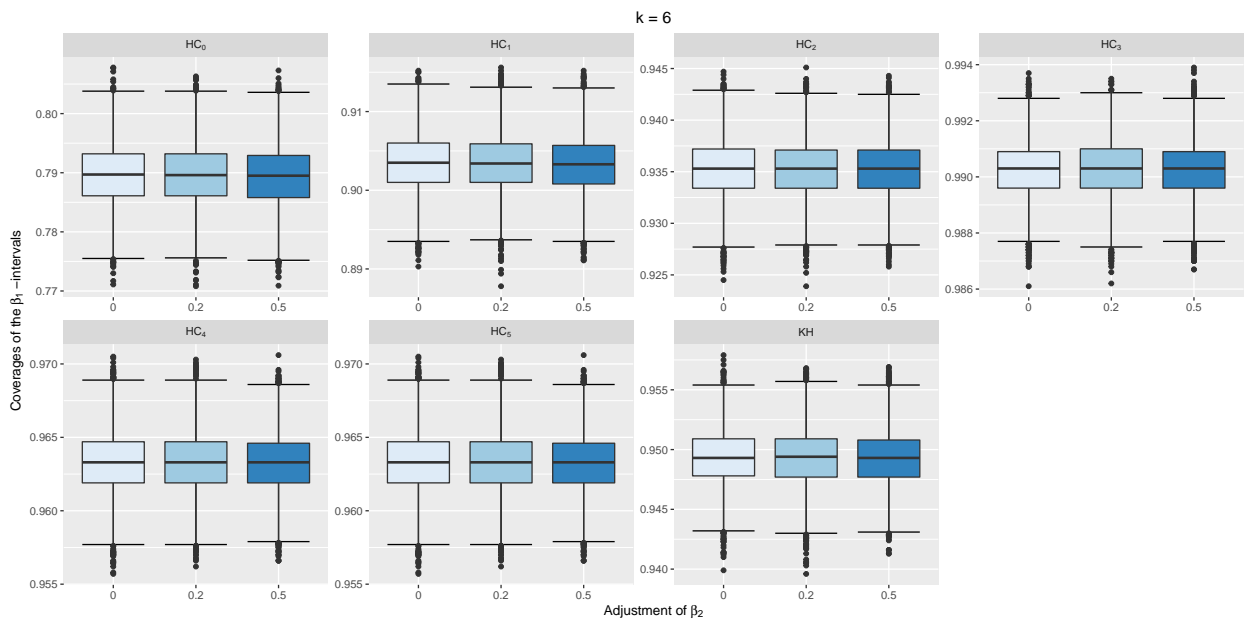 k = 6
HC₀ HC₁ HC₂ HC₃
0.80 0.79 0.78 0.77
0.91 0.90 0.89
0.945 0.940 0.935 0.930 0.925
0.994 0.992 0.990 0.988 0.986
0 0.2 0.5 0 0.2 0.5 0 0.2 0.5 0 0.2 0.5
HC₄ HC₅ KH
0.970 0.965 0.960 0.955
0.970 0.965 0.960 0.955
0.955 0.950 0.945 0.940
0 0.2 0.5 0 0.2 0.5 0 0.2 0.5
Coverages of the β₁ −intervals
Adjustment of β₂